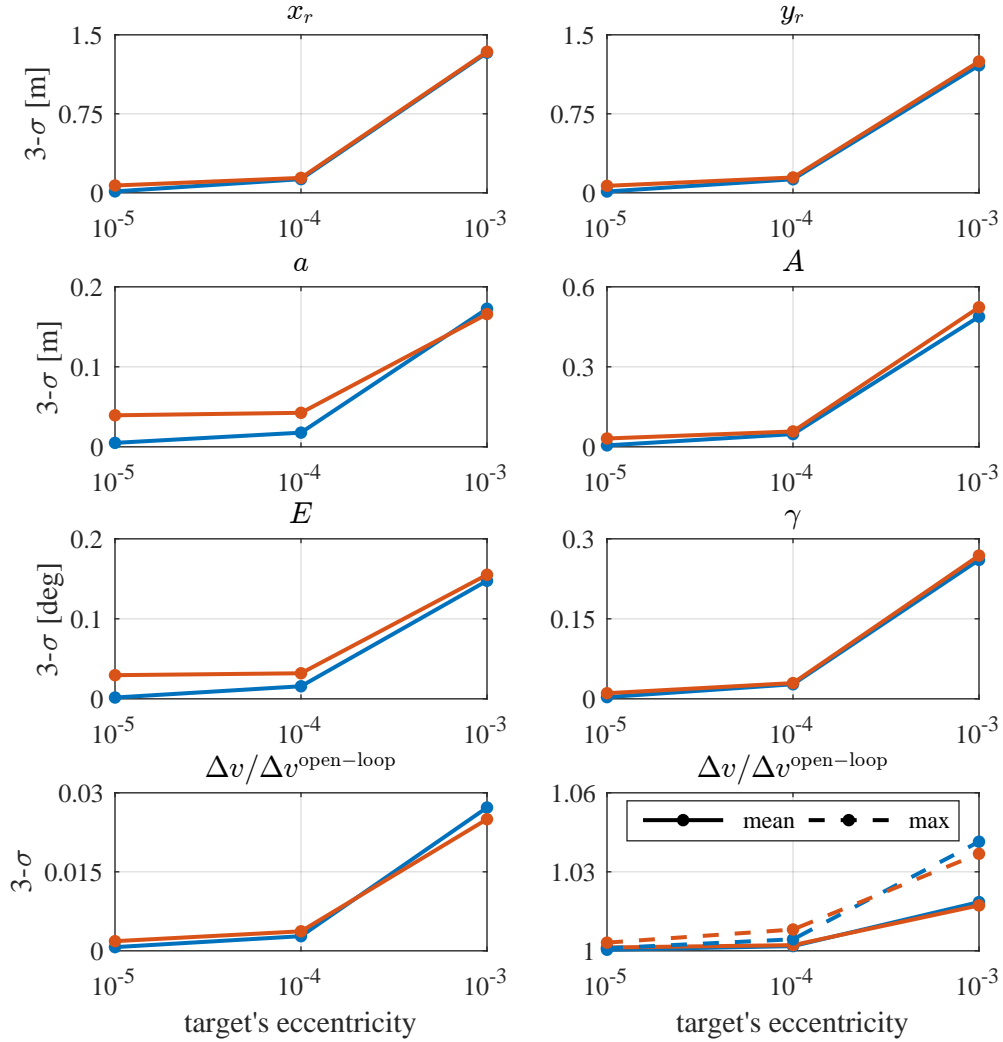 x_r y_r
1.5 1.5
3-σ [m]
0.75 0.75
0 0
10^-5 10^-4 10^-3 10^-5 10^-4 10^-3
a A
0.2 0.6
3-σ [m]
0.1 0.3
0 0
10^-5 10^-4 10^-3 10^-5 10^-4 10^-3
E γ
0.2 0.3
3-σ [deg]
0.1 0.15
0 0
10^-5 10^-4 10^-3 10^-5 10^-4 10^-3
Δv/Δv^open−loop Δv/Δv^open−loop
0.03 1.06
mean max
3-σ
0.015 1.03
0 1
10^-5 10^-4 10^-3 10^-5 10^-4 10^-3
target's eccentricity target's eccentricity